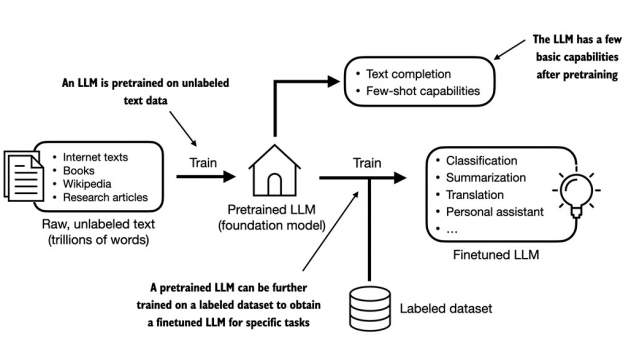 The LLM has a few
basic capabilities
after pretraining
• Text completion
• Few-shot capabilities
An LLM is pretrained on unlabeled
text data
• Internet texts
• Books
• Wikipedia
• Research articles
Raw, unlabeled text
(trillions of words)
Train
Pretrained LLM
(foundation model)
Train
• Classification
• Summarization
• Translation
• Personal assistant
• ...
Finetuned LLM
A pretrained LLM can be further
trained on a labeled dataset to obtain
a finetuned LLM for specific tasks
Labeled dataset